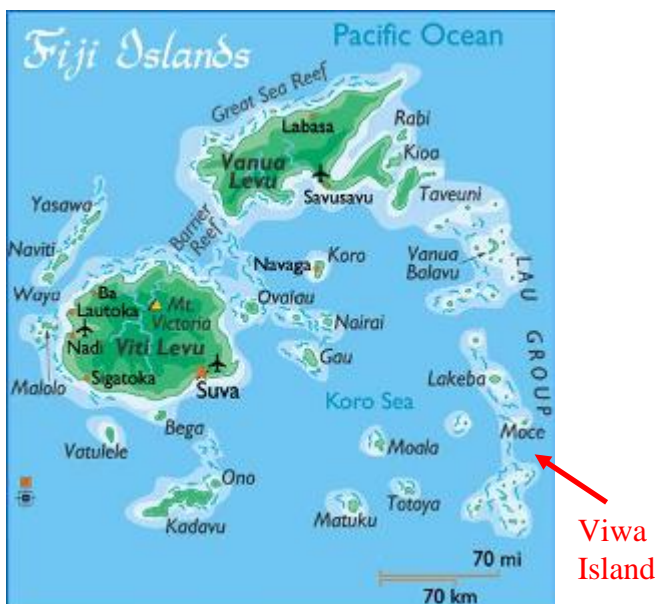 Fiji Islands
Pacific Ocean
Great Sea Reef
Labasa
Rabi
Kioa
Vanua
Levu
Savusavu
Taveuni
Yasawa
Barrier
Reef
Naviti
Navaga
Koro
Vanua
Balavu
LAU GROUP
Waya
Ba
Lautoka
Mt.
Victoria
Ovalau
Nairai
Nadi
Viti Levu
Gau
Malolo
Sigatoka
Suva
Lakeba
Koro Sea
Bega
Moce
Vatulele
Moala
Ono
Kadavu
Matuku
Totoya
Viwa
Island
70 mi
70 km